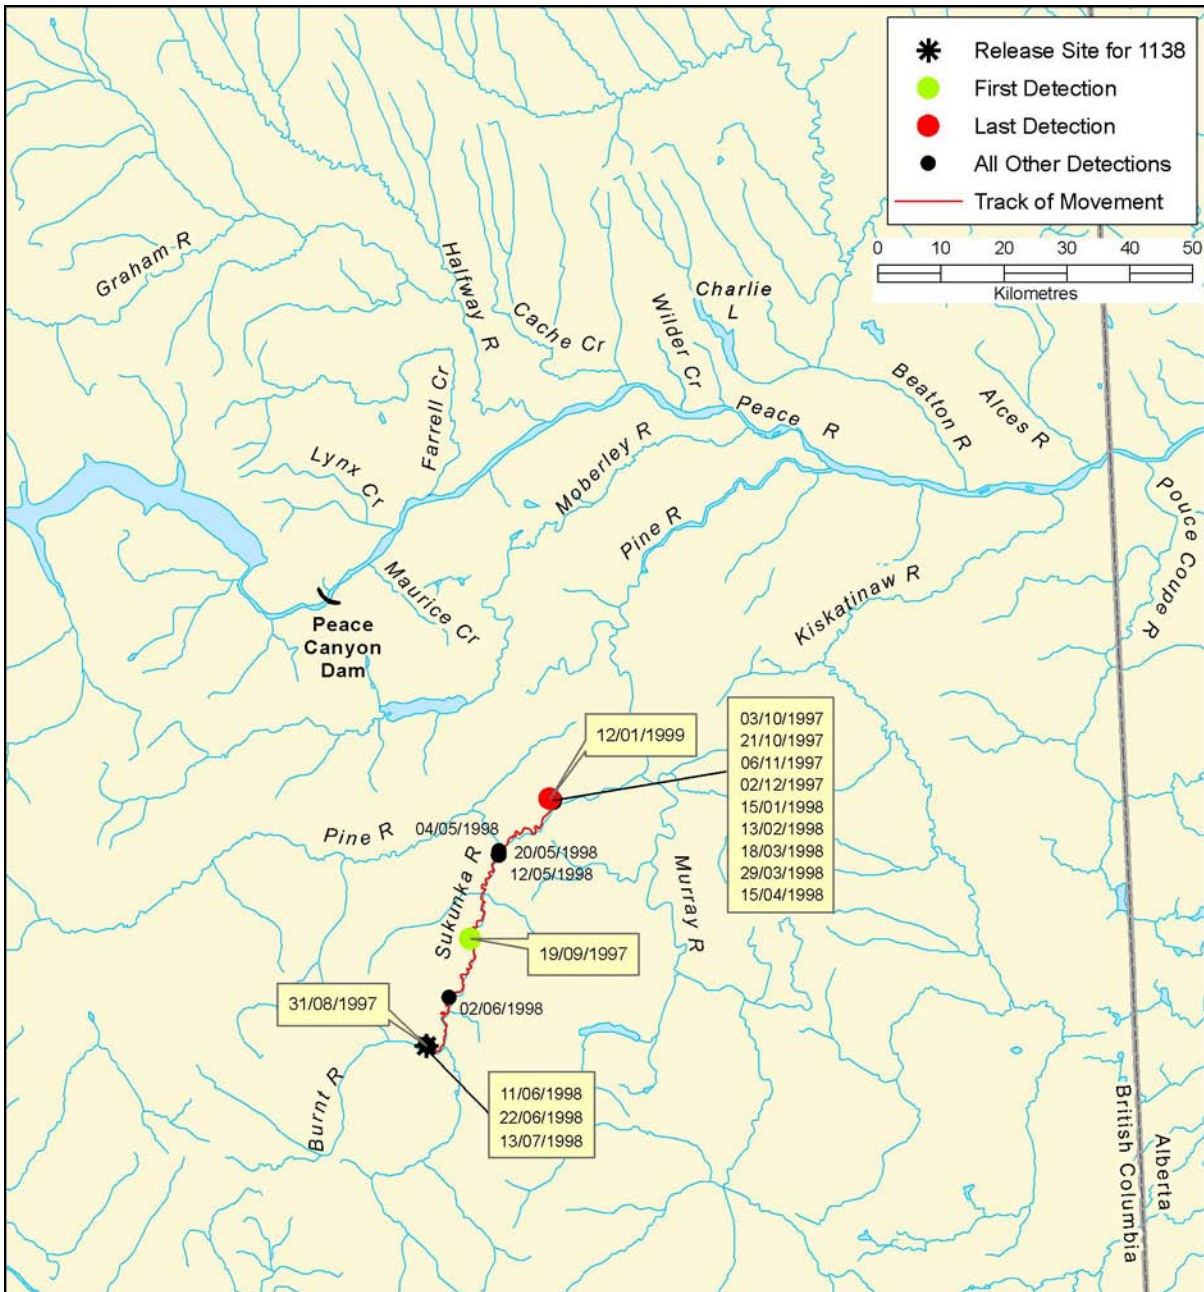 Release Site for 1138
First Detection
Last Detection
All Other Detections
Track of Movement
0 10 20 30 40 50
Kilometres
Graham R
Halfway R
Cache Cr
Wilder Cr
Charlie
L
Farrell Cr
Lynx Cr
Peace R
Beatton R
Alces R
Moberley R
Pine R
Pouce Coupe R
Maurice Cr
Kiskatinaw R
Peace
Canyon
Dam
12/01/1999
03/10/1997
21/10/1997
06/11/1997
02/12/1997
15/01/1998
13/02/1998
18/03/1998
29/03/1998
15/04/1998
Pine R
04/05/1998
20/05/1998
12/05/1998
Sukunka R
Murray R
19/09/1997
31/08/1997
02/06/1998
11/06/1998
22/06/1998
13/07/1998
Burnt R
British Columbia
Alberta